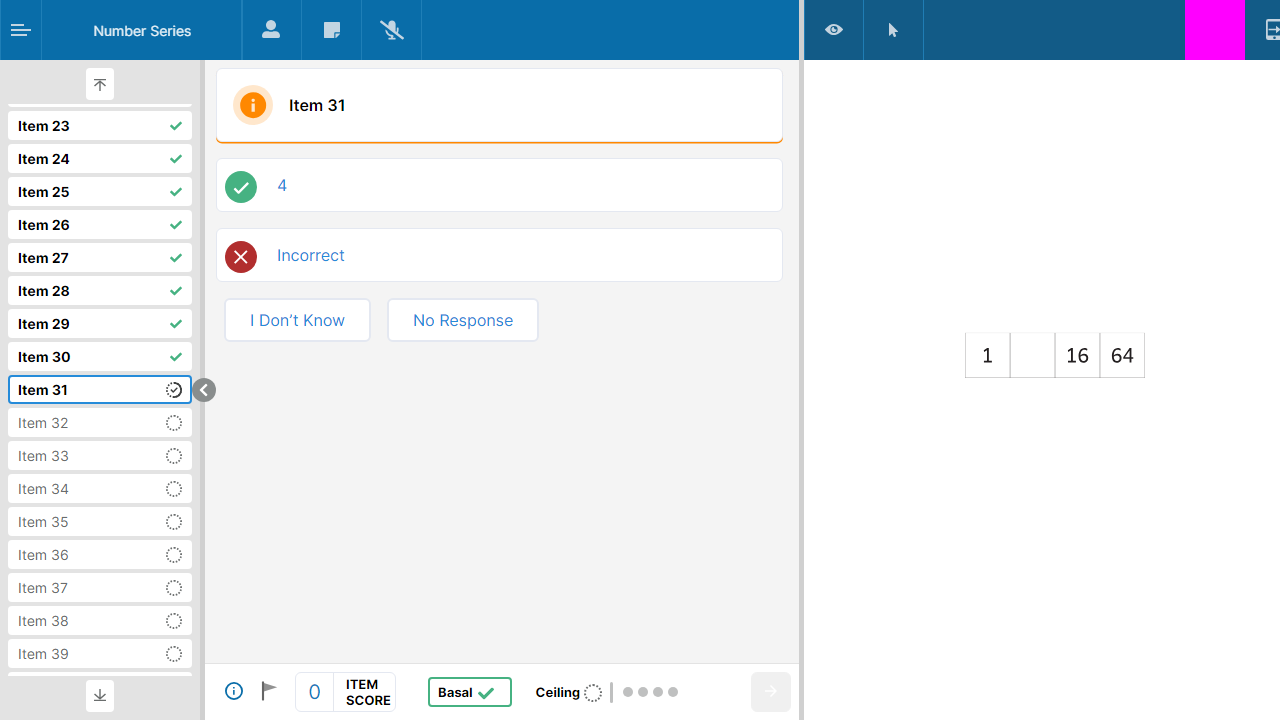 Number Series
Item 23
Item 24
Item 25
Item 26
Item 27
Item 28
Item 29
Item 30
Item 31
Item 32
Item 33
Item 34
Item 35
Item 36
Item 37
Item 38
Item 39
Item 31
4
Incorrect
I Don’t Know No Response
0 ITEM SCORE
Basal
Ceiling
1 16 64